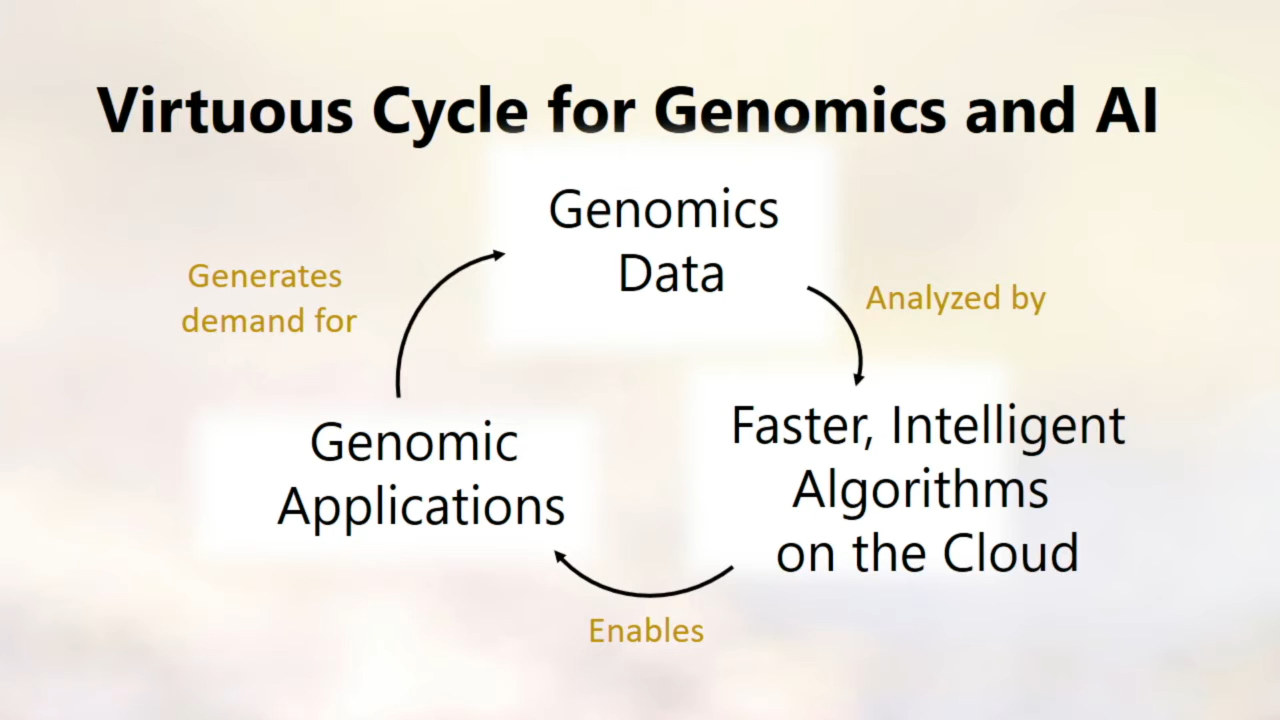 Virtuous Cycle for Genomics and AI
Genomics
Data
Generates
demand for
Analyzed by
Faster, Intelligent
Algorithms
on the Cloud
Genomic
Applications
Enables